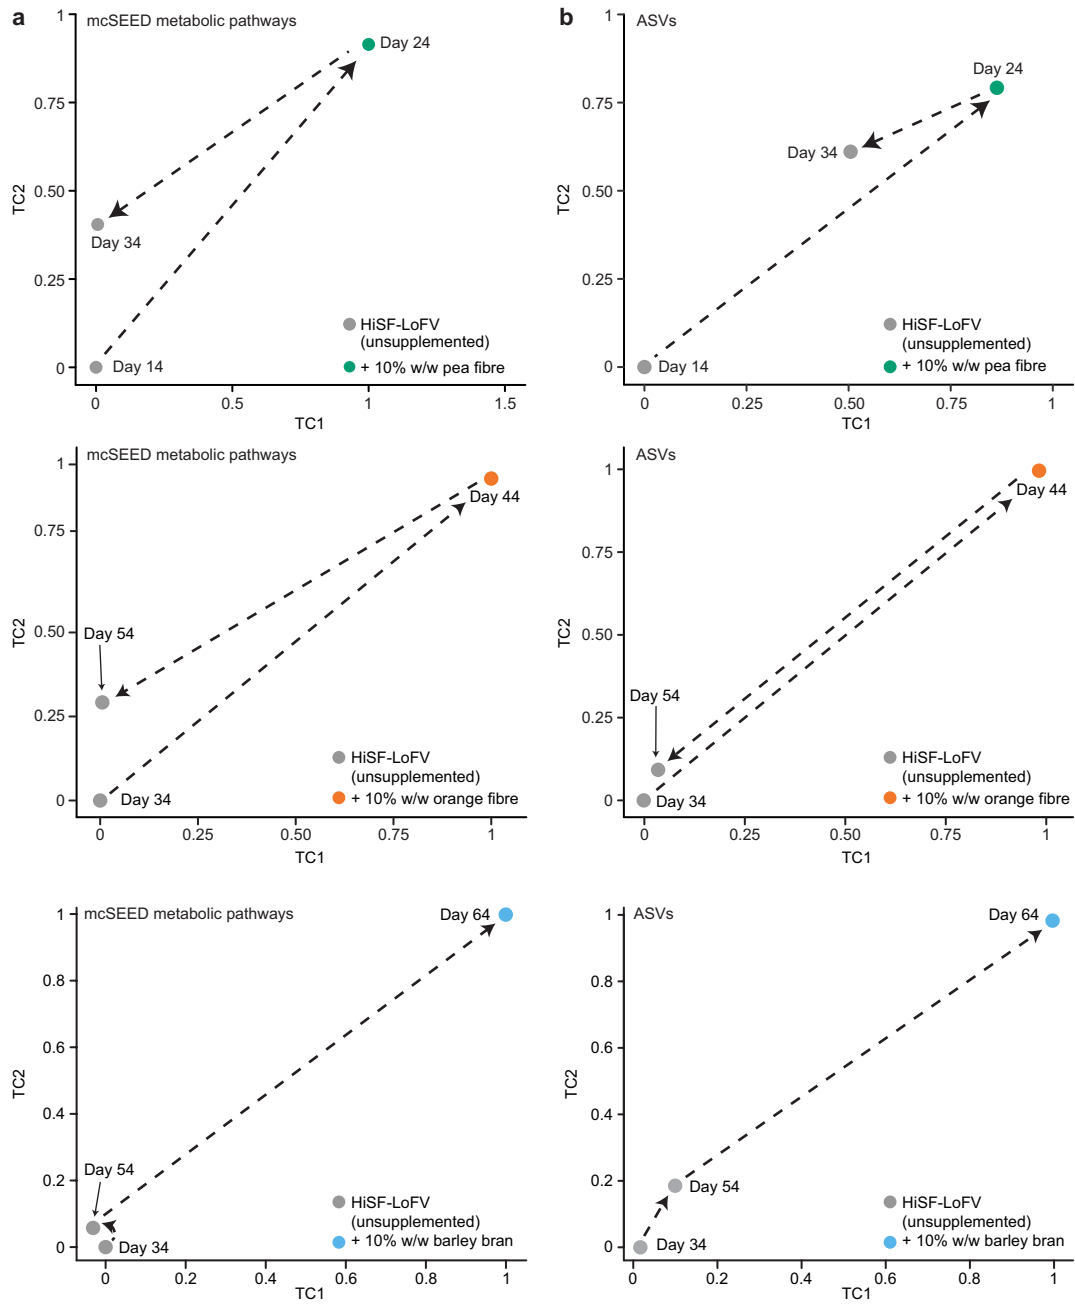 a
mcSEED metabolic pathways
1
0.75
0.50
0.25
0
TC2
Day 24
Day 34
Day 14
HiSF-LoFV
(unsupplemented)
+ 10% w/w pea fibre
0
0.5
1
1.5
TC1
b
ASVs
1
0.75
0.50
0.25
0
TC2
Day 24
Day 34
Day 14
HiSF-LoFV
(unsupplemented)
+ 10% w/w pea fibre
0
0.25
0.50
0.75
1
TC1
mcSEED metabolic pathways
1
0.75
0.50
0.25
0
TC2
Day 44
Day 54
Day 34
HiSF-LoFV
(unsupplemented)
+ 10% w/w orange fibre
0
0.25
0.50
0.75
1
TC1
ASVs
1
0.75
0.50
0.25
0
TC2
Day 44
Day 54
Day 34
HiSF-LoFV
(unsupplemented)
+ 10% w/w orange fibre
0
0.25
0.50
0.75
1
TC1
mcSEED metabolic pathways
1
0.8
0.6
0.4
0.2
0
TC2
Day 64
Day 54
Day 34
HiSF-LoFV
(unsupplemented)
+ 10% w/w barley bran
0
0.2
0.4
0.6
0.8
1
TC1
ASVs
1
0.8
0.6
0.4
0.2
0
TC2
Day 64
Day 54
Day 34
HiSF-LoFV
(unsupplemented)
+ 10% w/w barley bran
0
0.2
0.4
0.6
0.8
1
TC1